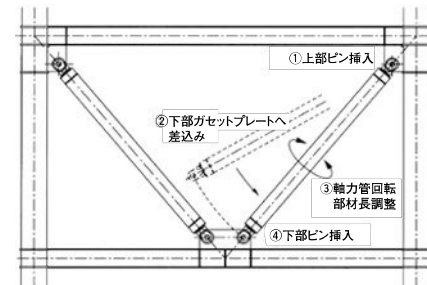 ①上部ピン挿入
②下部ガセットプレートへ
差込み
③軸力管回転
部材長調整
④下部ピン挿入